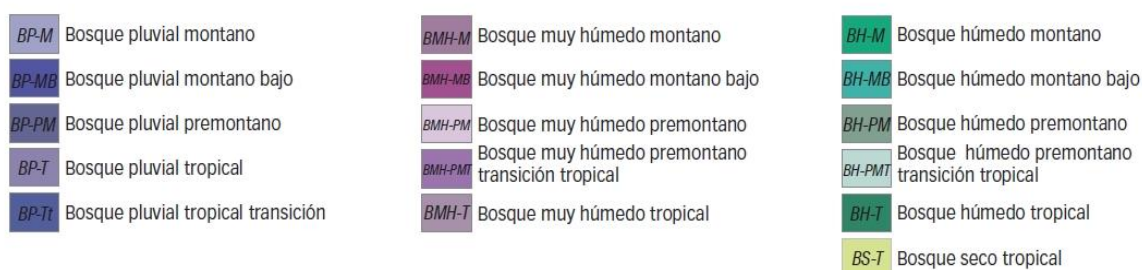 BP-M Bosque pluvial montano
BP-MB Bosque pluvial montano bajo
BP-PM Bosque pluvial premontano
BP-T Bosque pluvial tropical
BP-Tt Bosque pluvial tropical transición
BMH-M Bosque muy húmedo montano
BMH-MB Bosque muy húmedo montano bajo
BMH-PM Bosque muy húmedo premontano
BMH-PMT Bosque muy húmedo premontano
transición tropical
BMH-T Bosque muy húmedo tropical
BH-M Bosque húmedo montano
BH-MB Bosque húmedo montano bajo
BH-PM Bosque húmedo premontano
BH-PMT Bosque húmedo premontano
transición tropical
BH-T Bosque húmedo tropical
BS-T Bosque seco tropical